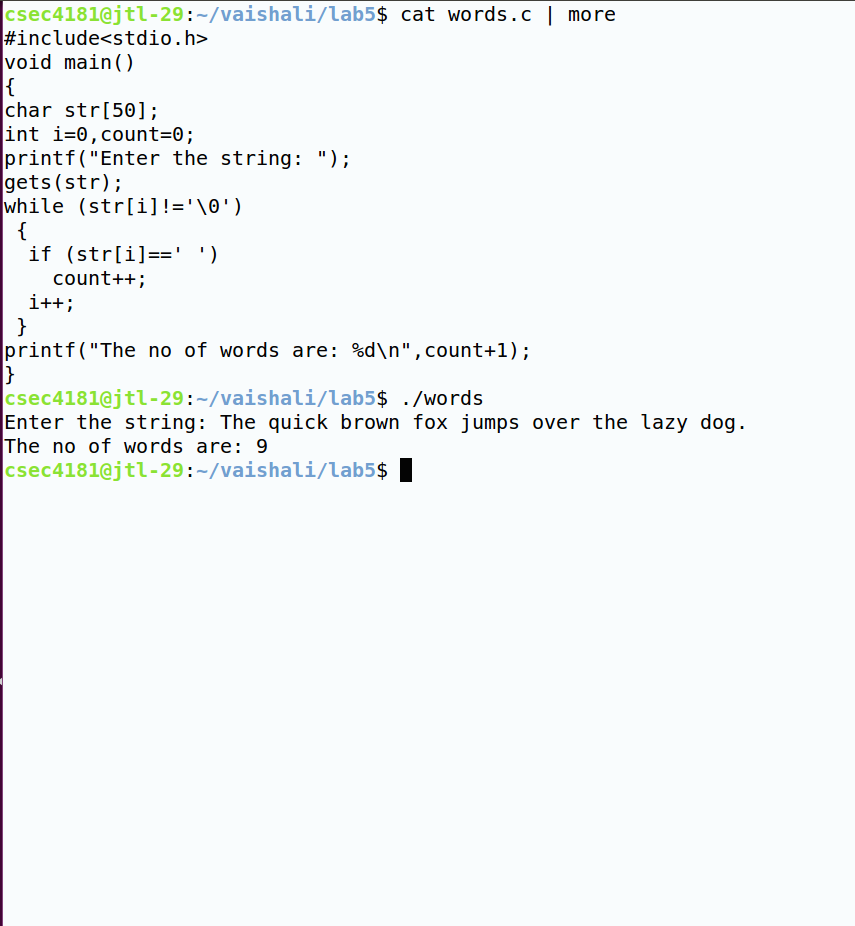 csec4181@jtl-29:~/vaishali/lab5$ cat words.c | more
#include<stdio.h>
void main()
{
char str[50];
int i=0,count=0;
printf("Enter the string: ");
gets(str);
while (str[i]!='\0')
 {
  if (str[i]==' ')
    count++;
  i++;
 }
printf("The no of words are: %d\n",count+1);
}
csec4181@jtl-29:~/vaishali/lab5$ ./words
Enter the string: The quick brown fox jumps over the lazy dog.
The no of words are: 9
csec4181@jtl-29:~/vaishali/lab5$